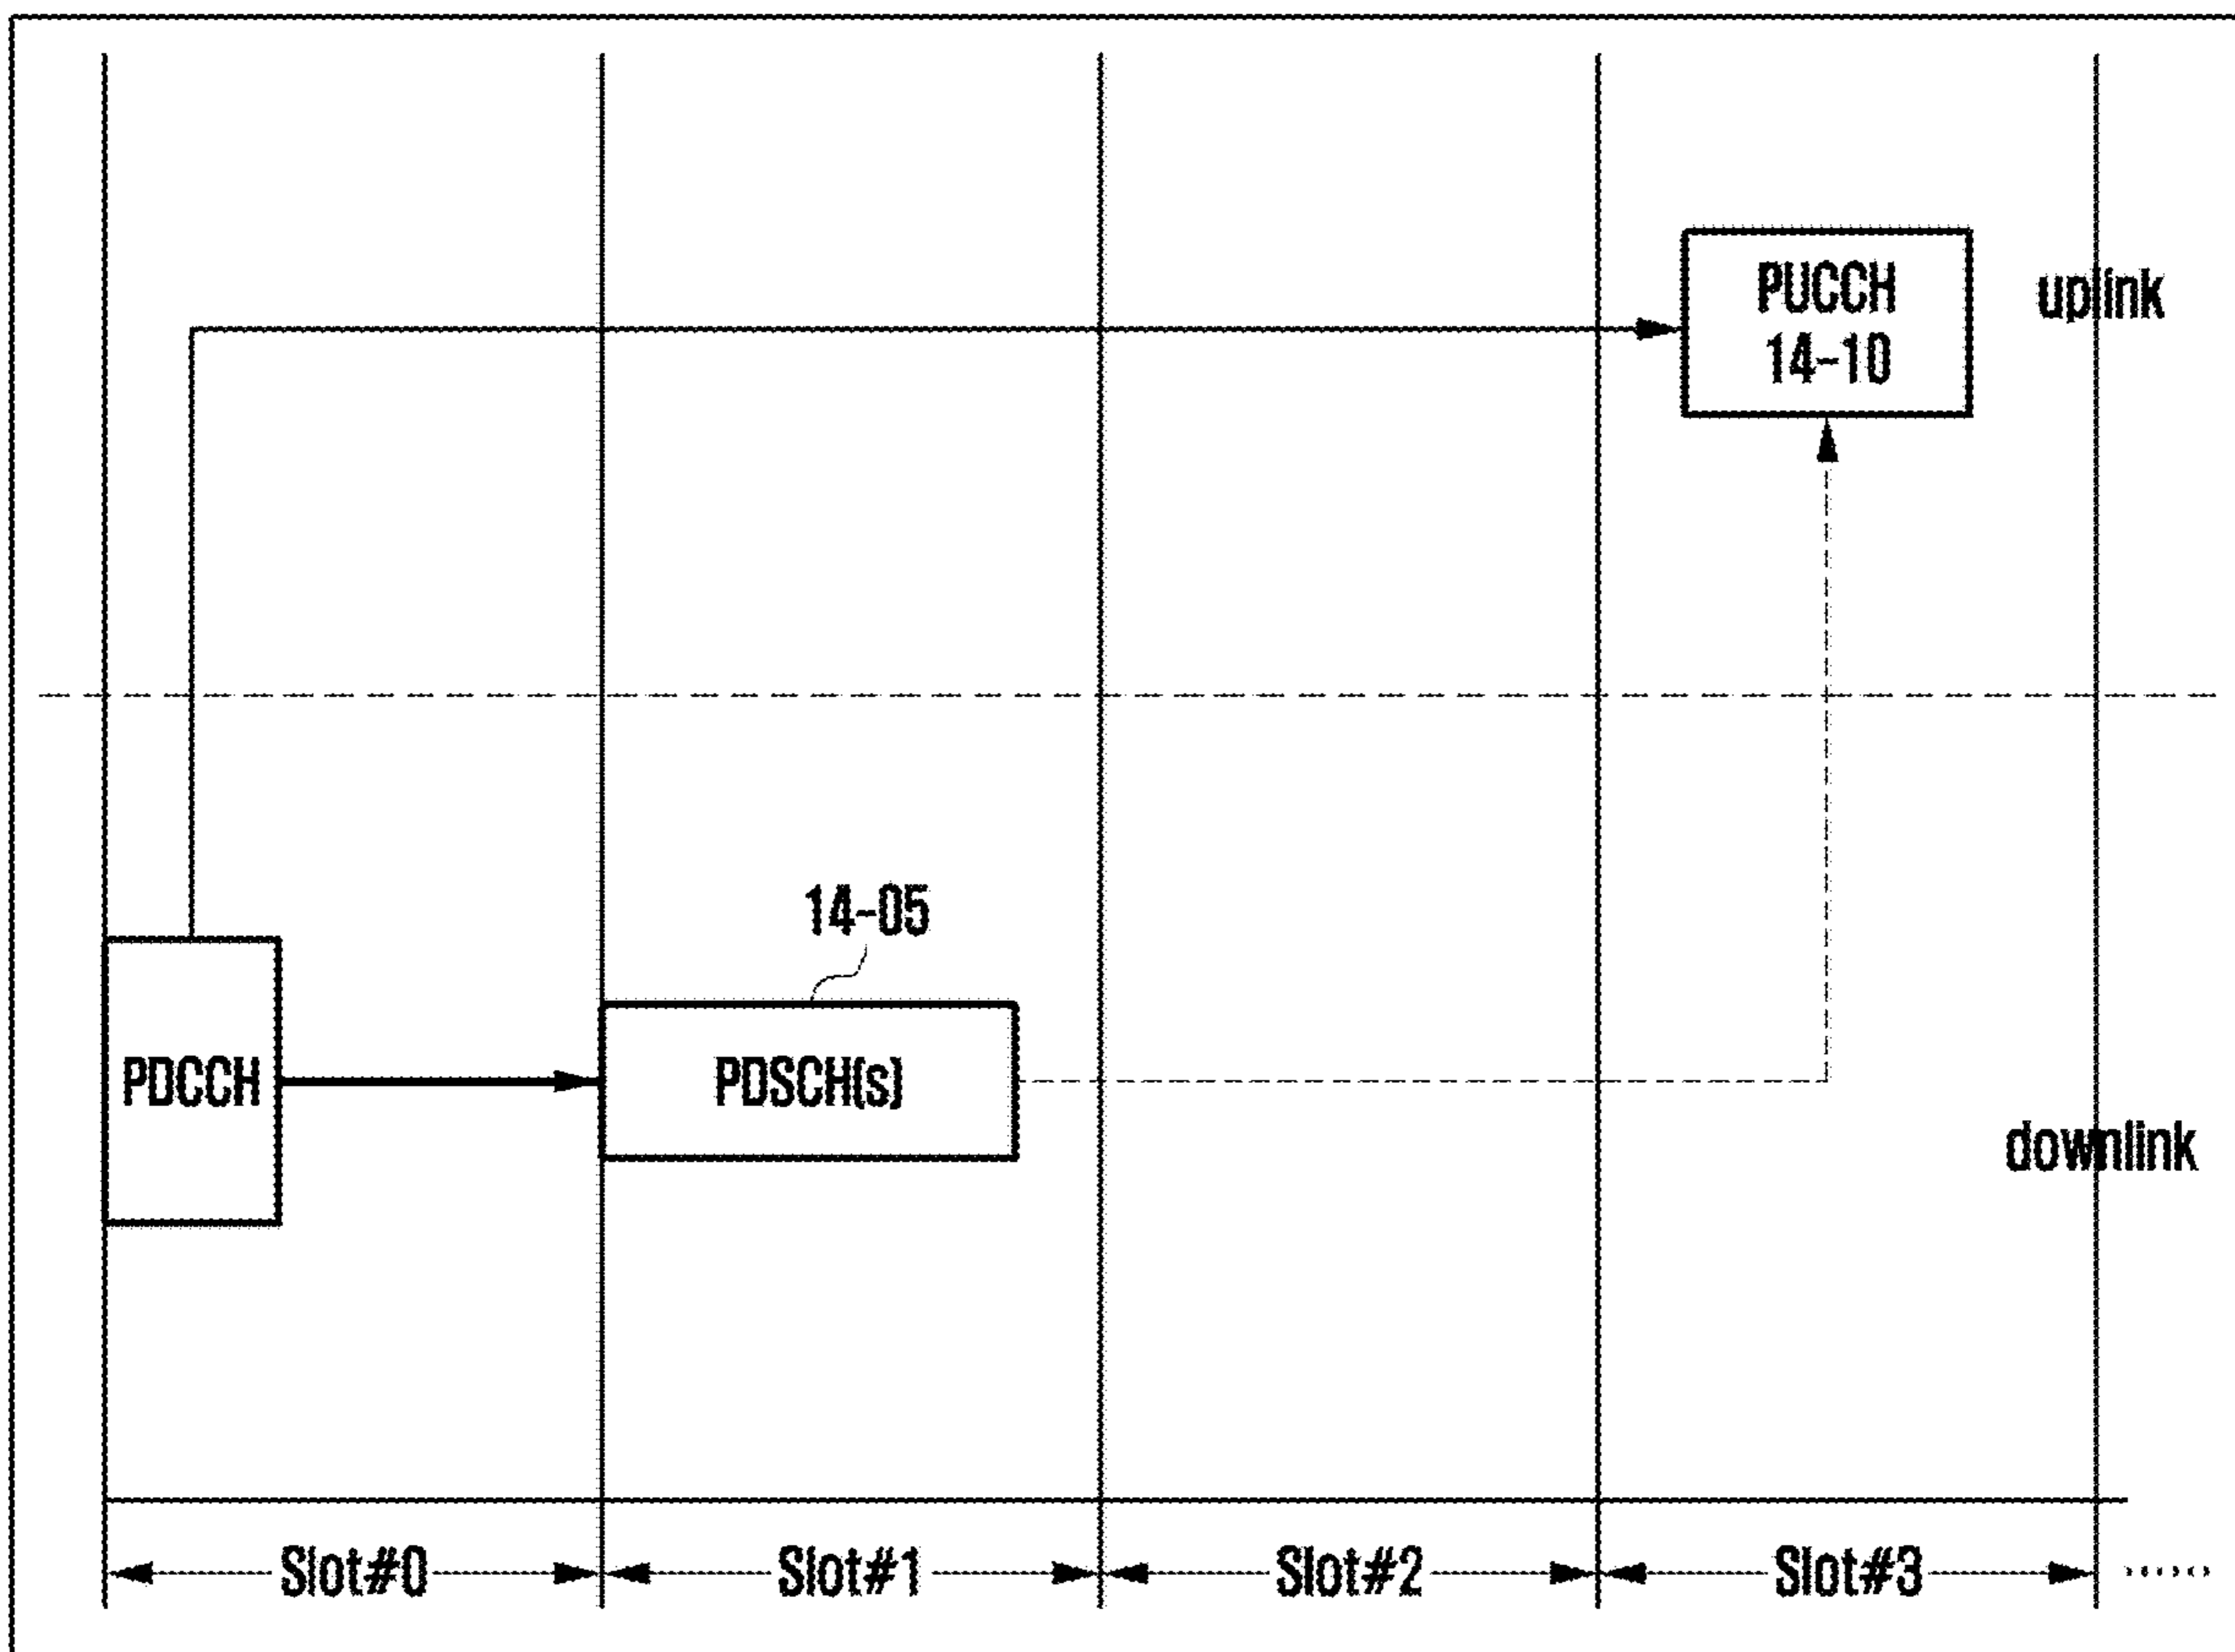 PUCCH
14-10
uplink
14-05
PDCCH
PDSCH(s)
downlink
Slot#0 Slot#1 Slot#2 Slot#3 .....